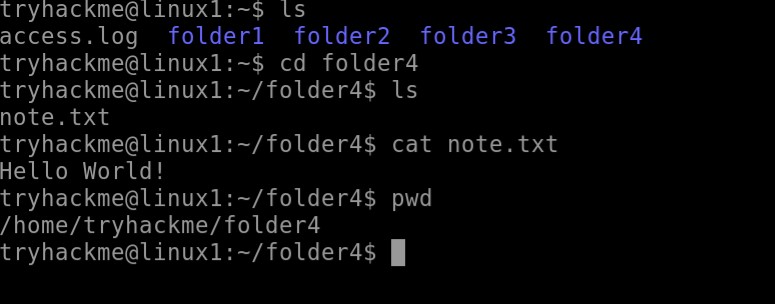 tryhackme@linux1:~$ ls
access.log  folder1  folder2  folder3  folder4
tryhackme@linux1:~$ cd folder4
tryhackme@linux1:~/folder4$ ls
note.txt
tryhackme@linux1:~/folder4$ cat note.txt
Hello World!
tryhackme@linux1:~/folder4$ pwd
/home/tryhackme/folder4
tryhackme@linux1:~/folder4$